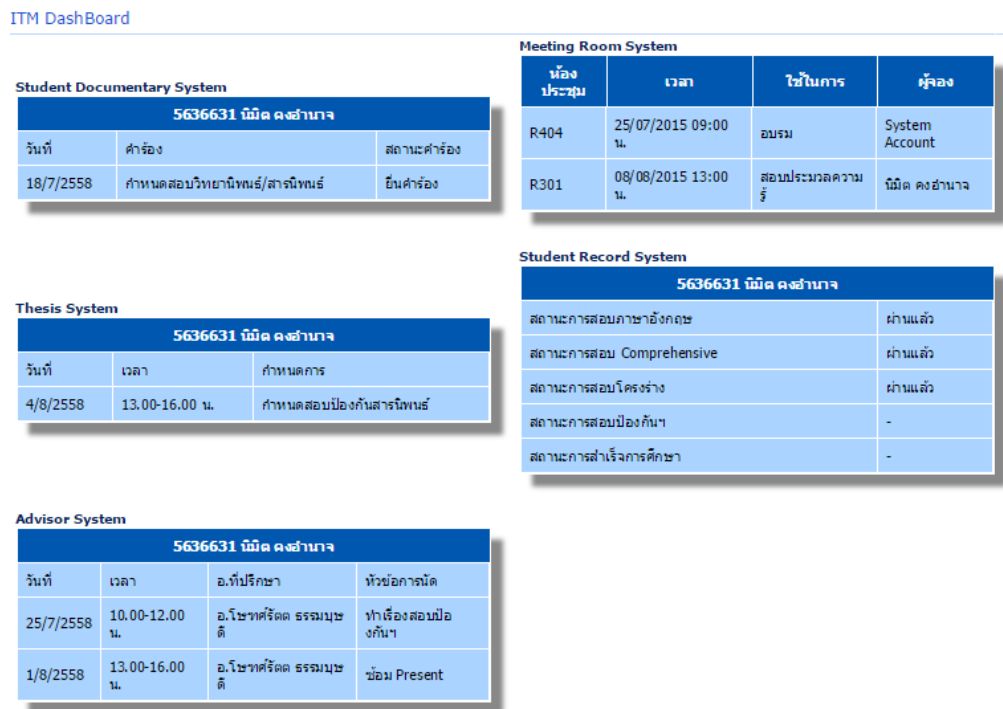 ITM DashBoard
Student Documentary System
5636631 นิมิต คงอำนาจ
วันที่ คำร้อง สถานะคำร้อง
18/7/2558 กำหนดสอบวิทยานิพนธ์/สารนิพนธ์ ยื่นคำร้อง
Thesis System
5636631 นิมิต คงอำนาจ
วันที่ เวลา กำหนดการ
4/8/2558 13.00-16.00 น. กำหนดสอบป้องกันสารนิพนธ์
Advisor System
5636631 นิมิต คงอำนาจ
วันที่ เวลา อ.ที่ปรึกษา หัวข้อการนัด
25/7/2558 10.00-12.00 อ.โษฑศ์รัตต ธรรมบุษ ทำเรื่องสอบป้อ
น. ดี งกันฯ
1/8/2558 13.00-16.00 อ.โษฑศ์รัตต ธรรมบุษ ซ้อม Present
น. ดี
Meeting Room System
ห้อง เวลา ใช้ในการ ผู้จอง
ประชุม
R404 25/07/2015 09:00 อบรม System
น. Account
R301 08/08/2015 13:00 สอบประมวลความ นิมิต คงอำนาจ
น. รู้
Student Record System
5636631 นิมิต คงอำนาจ
สถานะการสอบภาษาอังกฤษ ผ่านแล้ว
สถานะการสอบ Comprehensive ผ่านแล้ว
สถานะการสอบโครงร่าง ผ่านแล้ว
สถานะการสอบป้องกันฯ -
สถานะการสำเร็จการศึกษา -